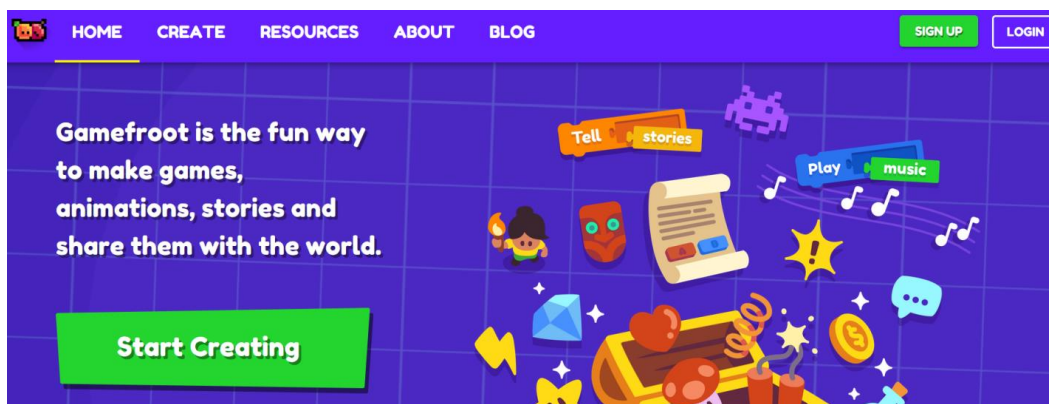 HOME CREATE RESOURCES ABOUT BLOG SIGN UP LOGIN
Gamefroot is the fun way
to make games,
animations, stories and
share them with the world.
Start Creating
Tell stories
Play music
A B